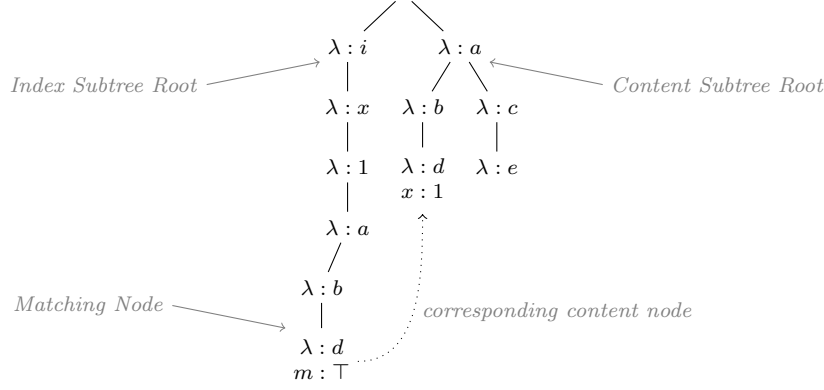 λ : i
λ : a
Index Subtree Root
Content Subtree Root
λ : x
λ : b
λ : c
λ : 1
λ : d
x : 1
λ : e
λ : a
λ : b
Matching Node
corresponding content node
λ : d
m : ⊤